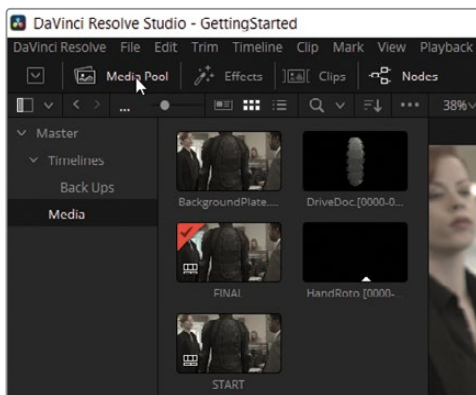 DaVinci Resolve Studio - GettingStarted
DaVinci Resolve File Edit Trim Timeline Clip Mark View Playback
Media Pool Effects Clips Nodes
... 38%
Master
Timelines
Back Ups
Media
BackgroundPlate.... DriveDoc.[0000-0...
FINAL HandRoto.[0000-...
START